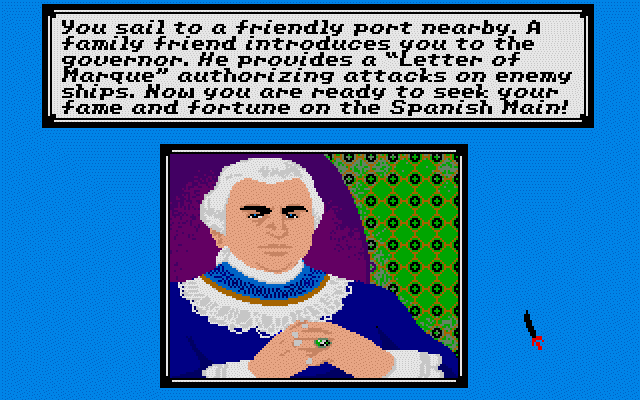 You sail to a friendly port nearby. A
family friend introduces you to the
governor. He provides a "Letter of
Marque" authorizing attacks on enemy
ships. Now you are ready to seek your
fame and fortune on the Spanish Main!